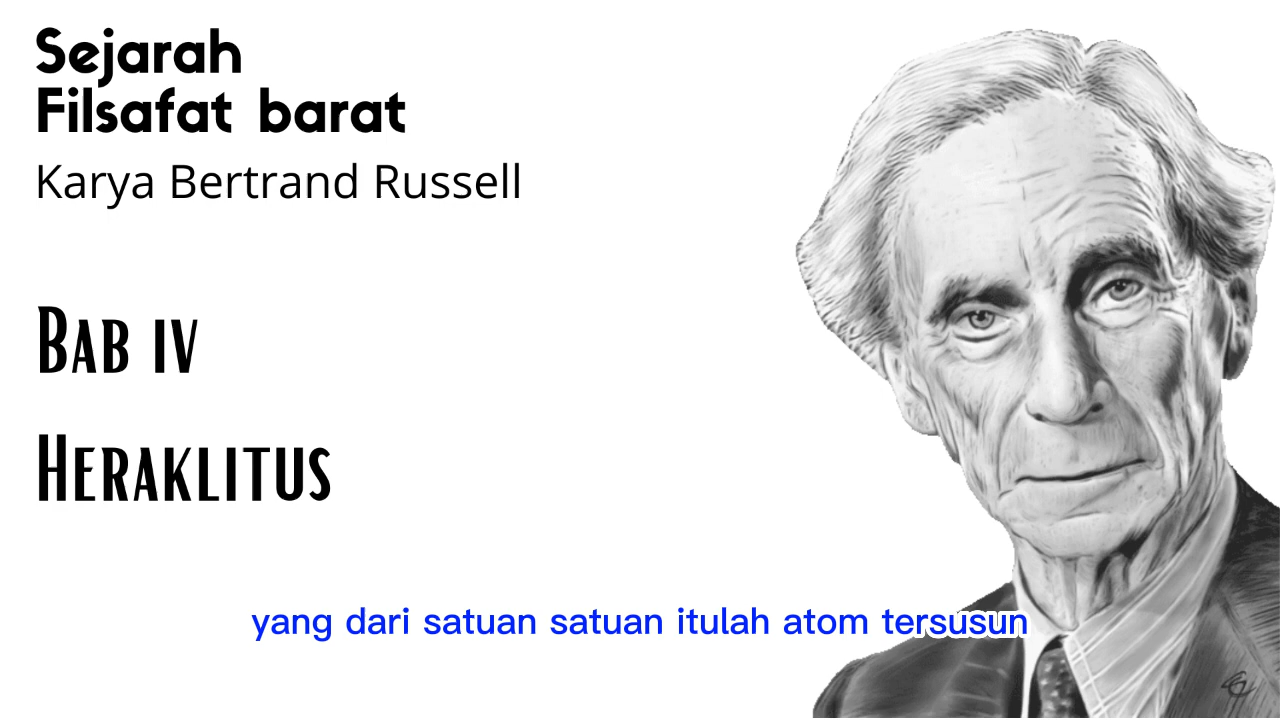 Sejarah
Filsafat barat
Karya Bertrand Russell
Bab iv
Heraklitus
yang dari satuan satuan itulah atom tersusun